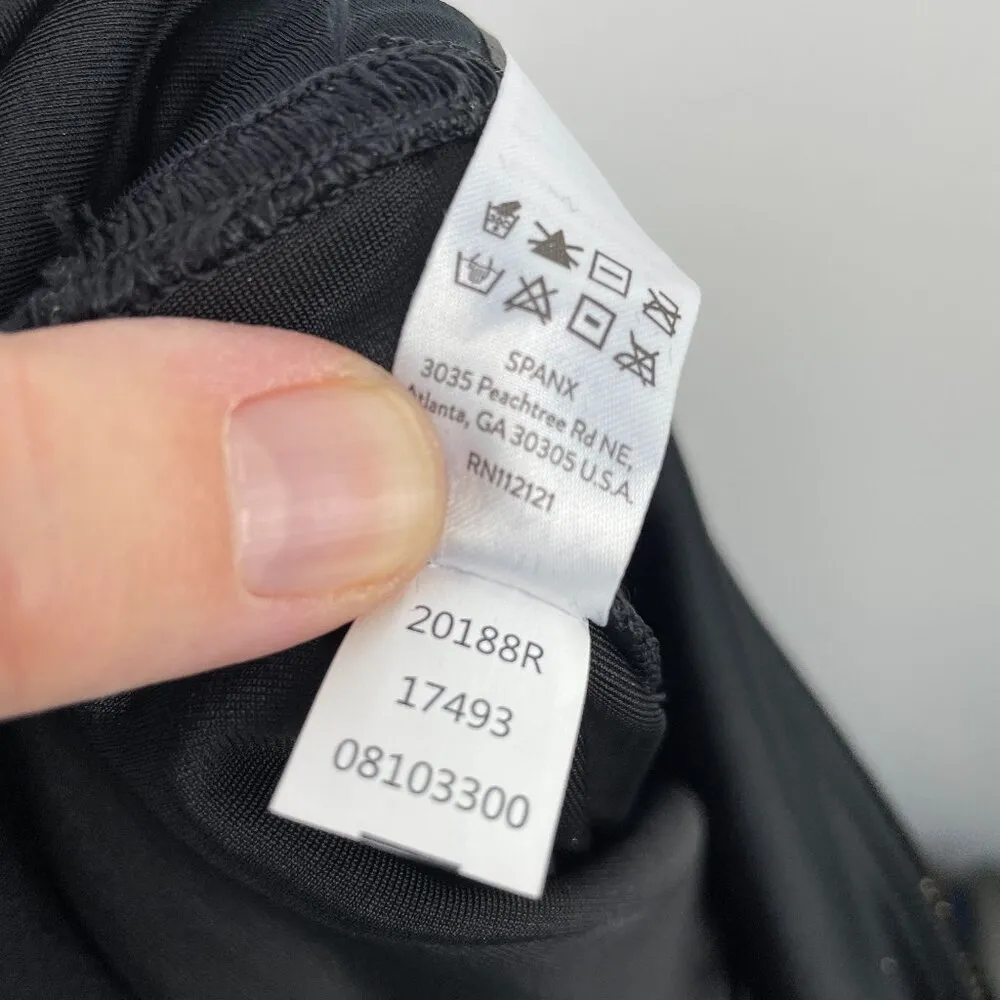 SPANX
3035 Peachtree Rd NE,
Atlanta, GA 30305 U.S.A.
RN112121
20188R
17493
08103300